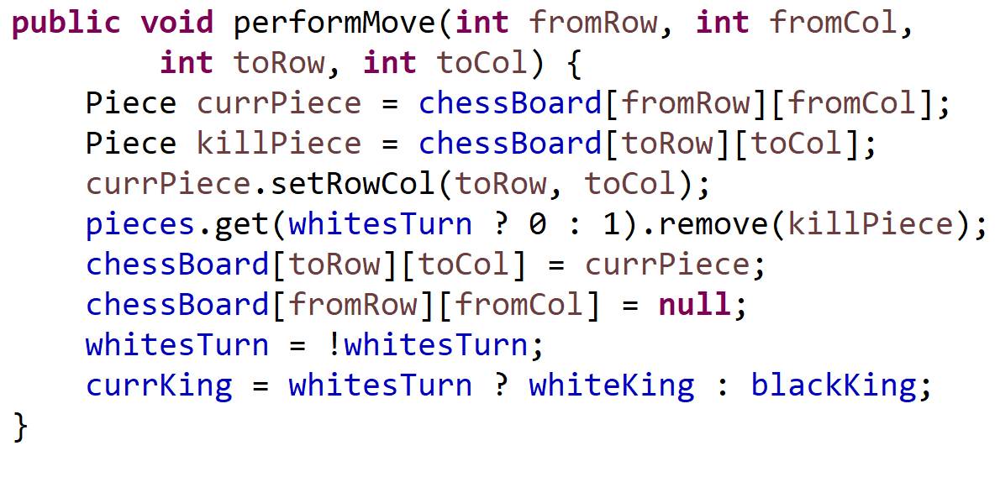 public void performMove(int fromRow, int fromCol,
        int toRow, int toCol) {
    Piece currPiece = chessBoard[fromRow][fromCol];
    Piece killPiece = chessBoard[toRow][toCol];
    currPiece.setRowCol(toRow, toCol);
    pieces.get(whitesTurn ? 0 : 1).remove(killPiece);
    chessBoard[toRow][toCol] = currPiece;
    chessBoard[fromRow][fromCol] = null;
    whitesTurn = !whitesTurn;
    currKing = whitesTurn ? whiteKing : blackKing;
}